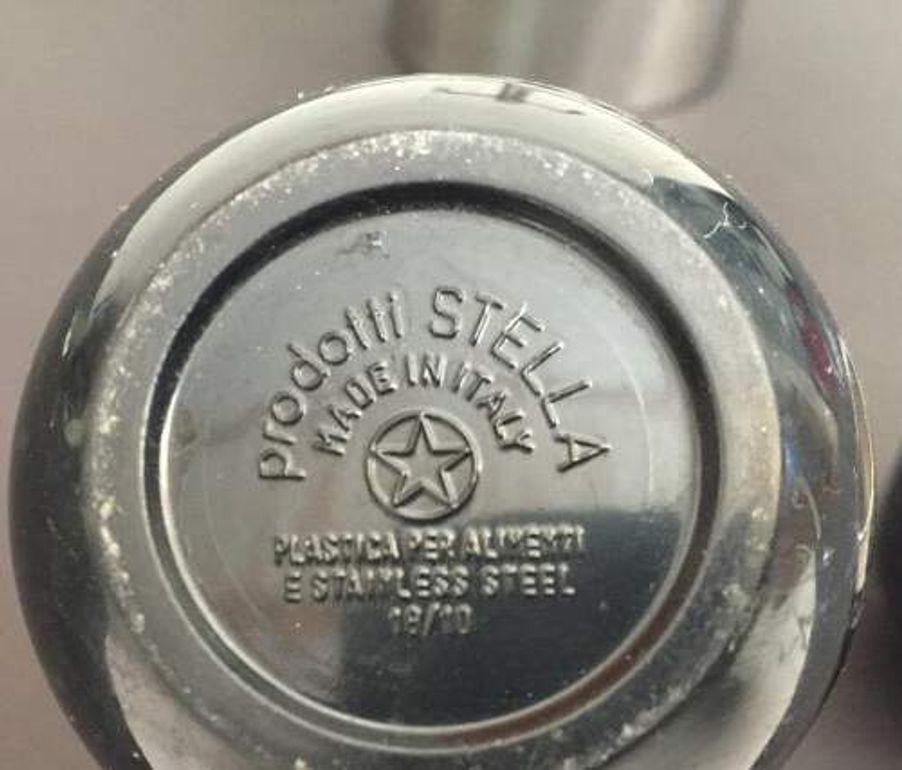 Prodotti STELLA
MADE IN ITALY
PLASTICA PER ALIMENTI
E STAINLESS STEEL
18/10